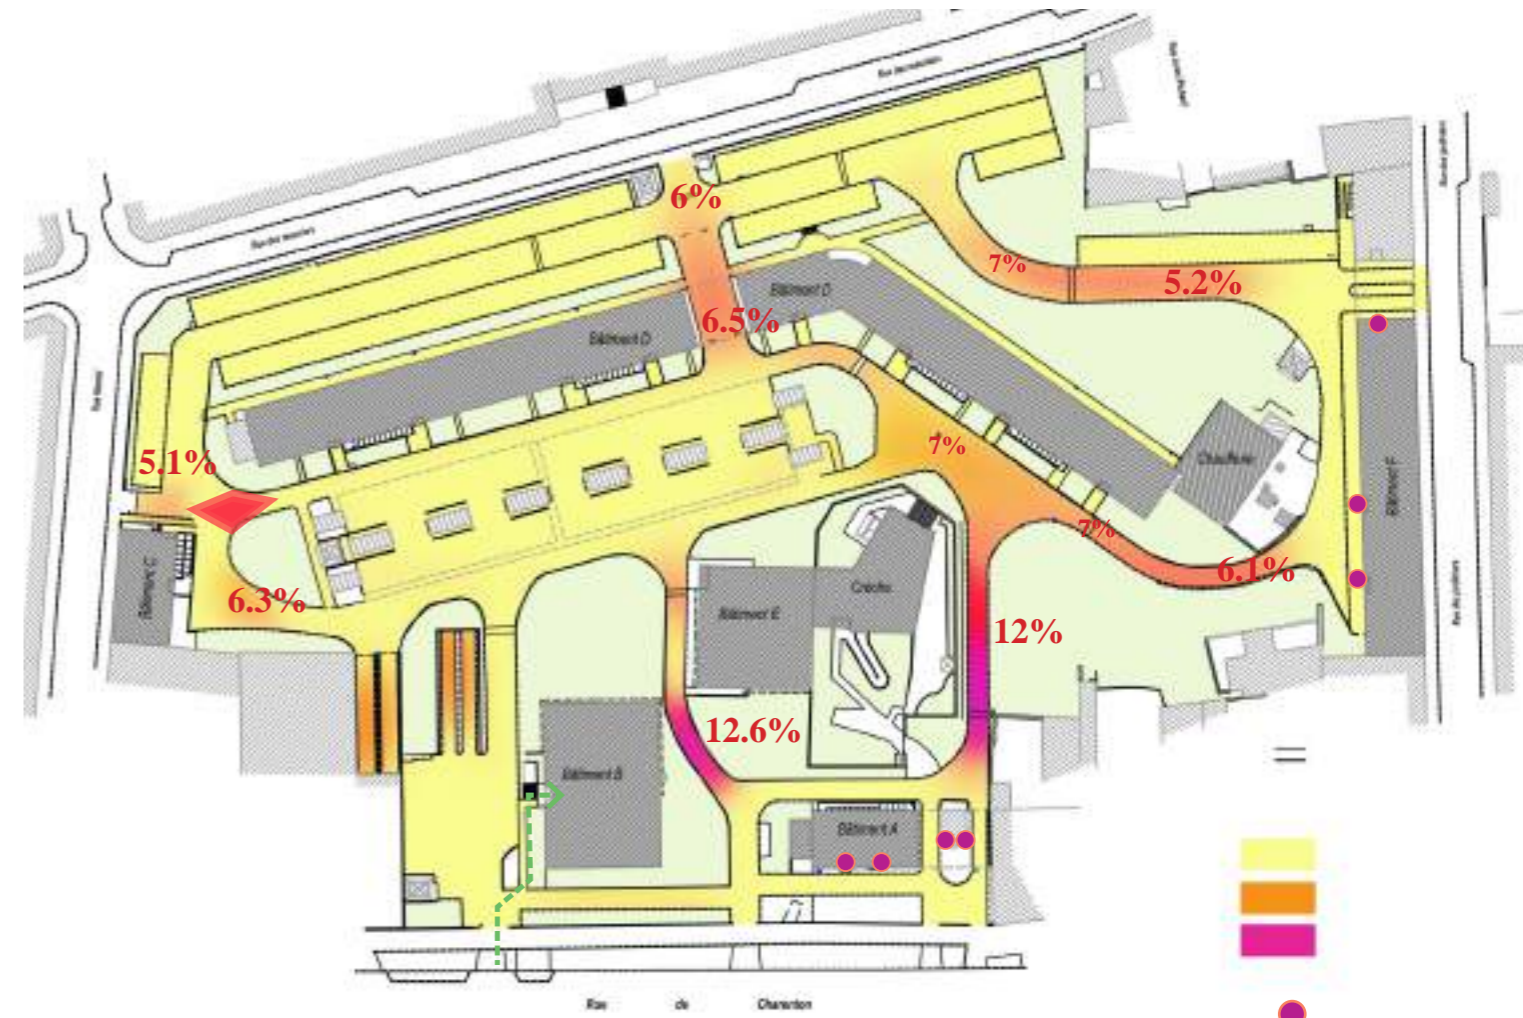 6%
7%
5.2%
Bâtiment D
6.5%
Bâtiment D
5.1%
7%
Bâtiment F
7%
6.1%
Bâtiment C
6.3%
Crèche
Bâtiment E
12%
12.6%
Bâtiment B
Bâtiment A
Rue de Charenton